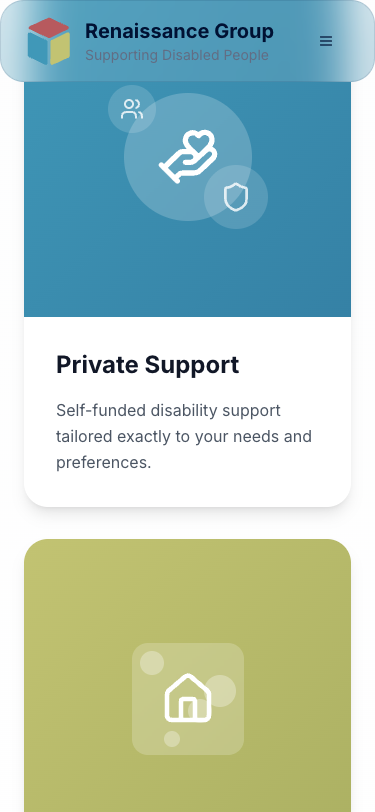 Renaissance Group
Supporting Disabled People
Private Support
Self-funded disability support
tailored exactly to your needs and
preferences.